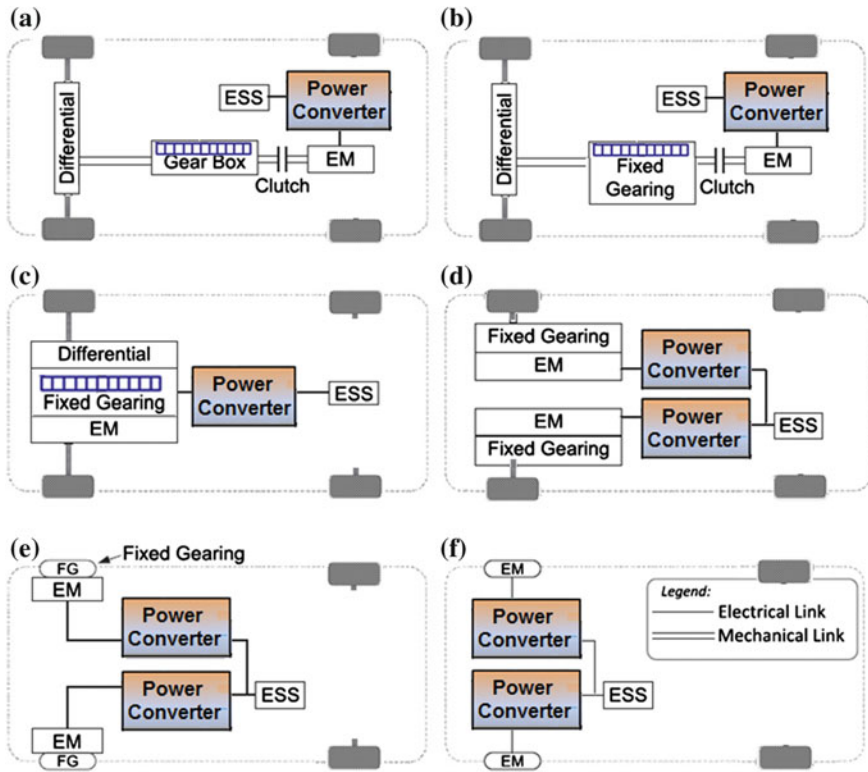 (a)
Differential
Gear Box
Clutch
ESS
Power
Converter
EM
(b)
Differential
Fixed
Gearing
Clutch
ESS
Power
Converter
EM
(c)
Differential
Fixed Gearing
EM
Power
Converter
ESS
(d)
Fixed Gearing
EM
EM
Fixed Gearing
Power
Converter
Power
Converter
ESS
(e)
FG
Fixed Gearing
EM
Power
Converter
Power
Converter
ESS
EM
FG
(f)
EM
Power
Converter
Power
Converter
ESS
EM
Legend:
Electrical Link
Mechanical Link